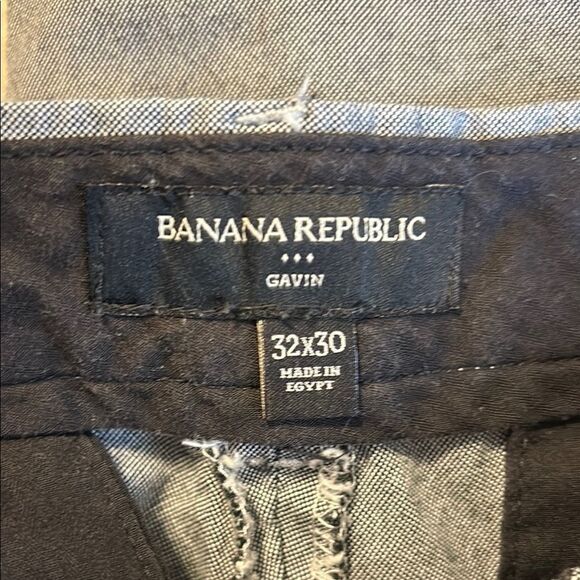 BANANA REPUBLIC
GAVIN
32x30
MADE IN
EGYPT